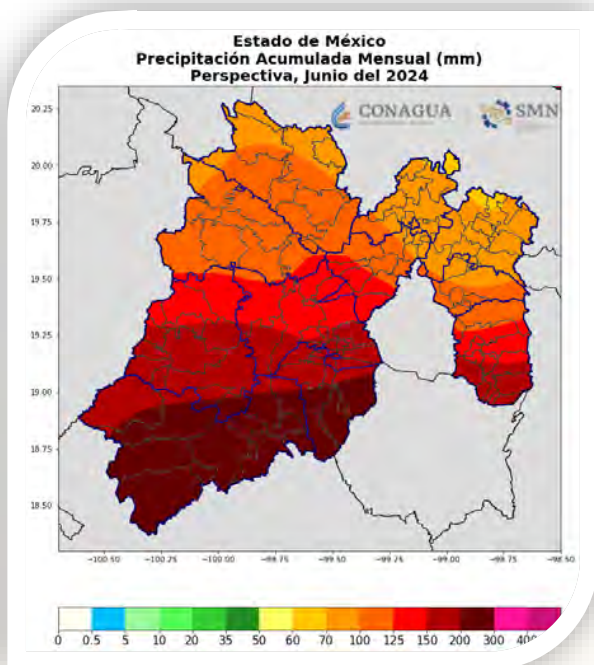 Estado de México
Precipitación Acumulada Mensual (mm)
Perspectiva, Junio del 2024
CONAGUA
SMN
20.25
20.00
19.75
19.50
19.25
19.00
18.75
18.50
−100.50 −100.25 −100.00 −99.75 −99.50 −99.25 −99.00 −98.75 −98.50
0 0.5 5 10 20 35 50 60 70 100 125 150 200 300 400